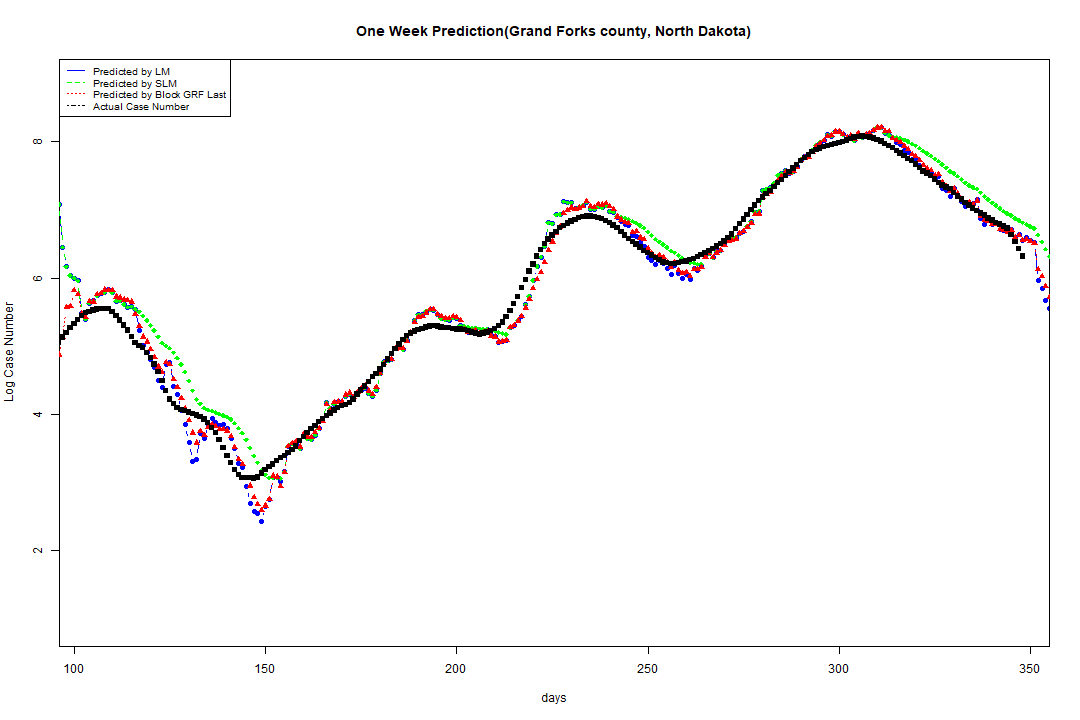 One Week Prediction(Grand Forks county, North Dakota)
Predicted by LM
Predicted by SLM
Predicted by Block GRF Last
Actual Case Number
8
6
4
2
Log Case Number
100 150 200 250 300 350
days